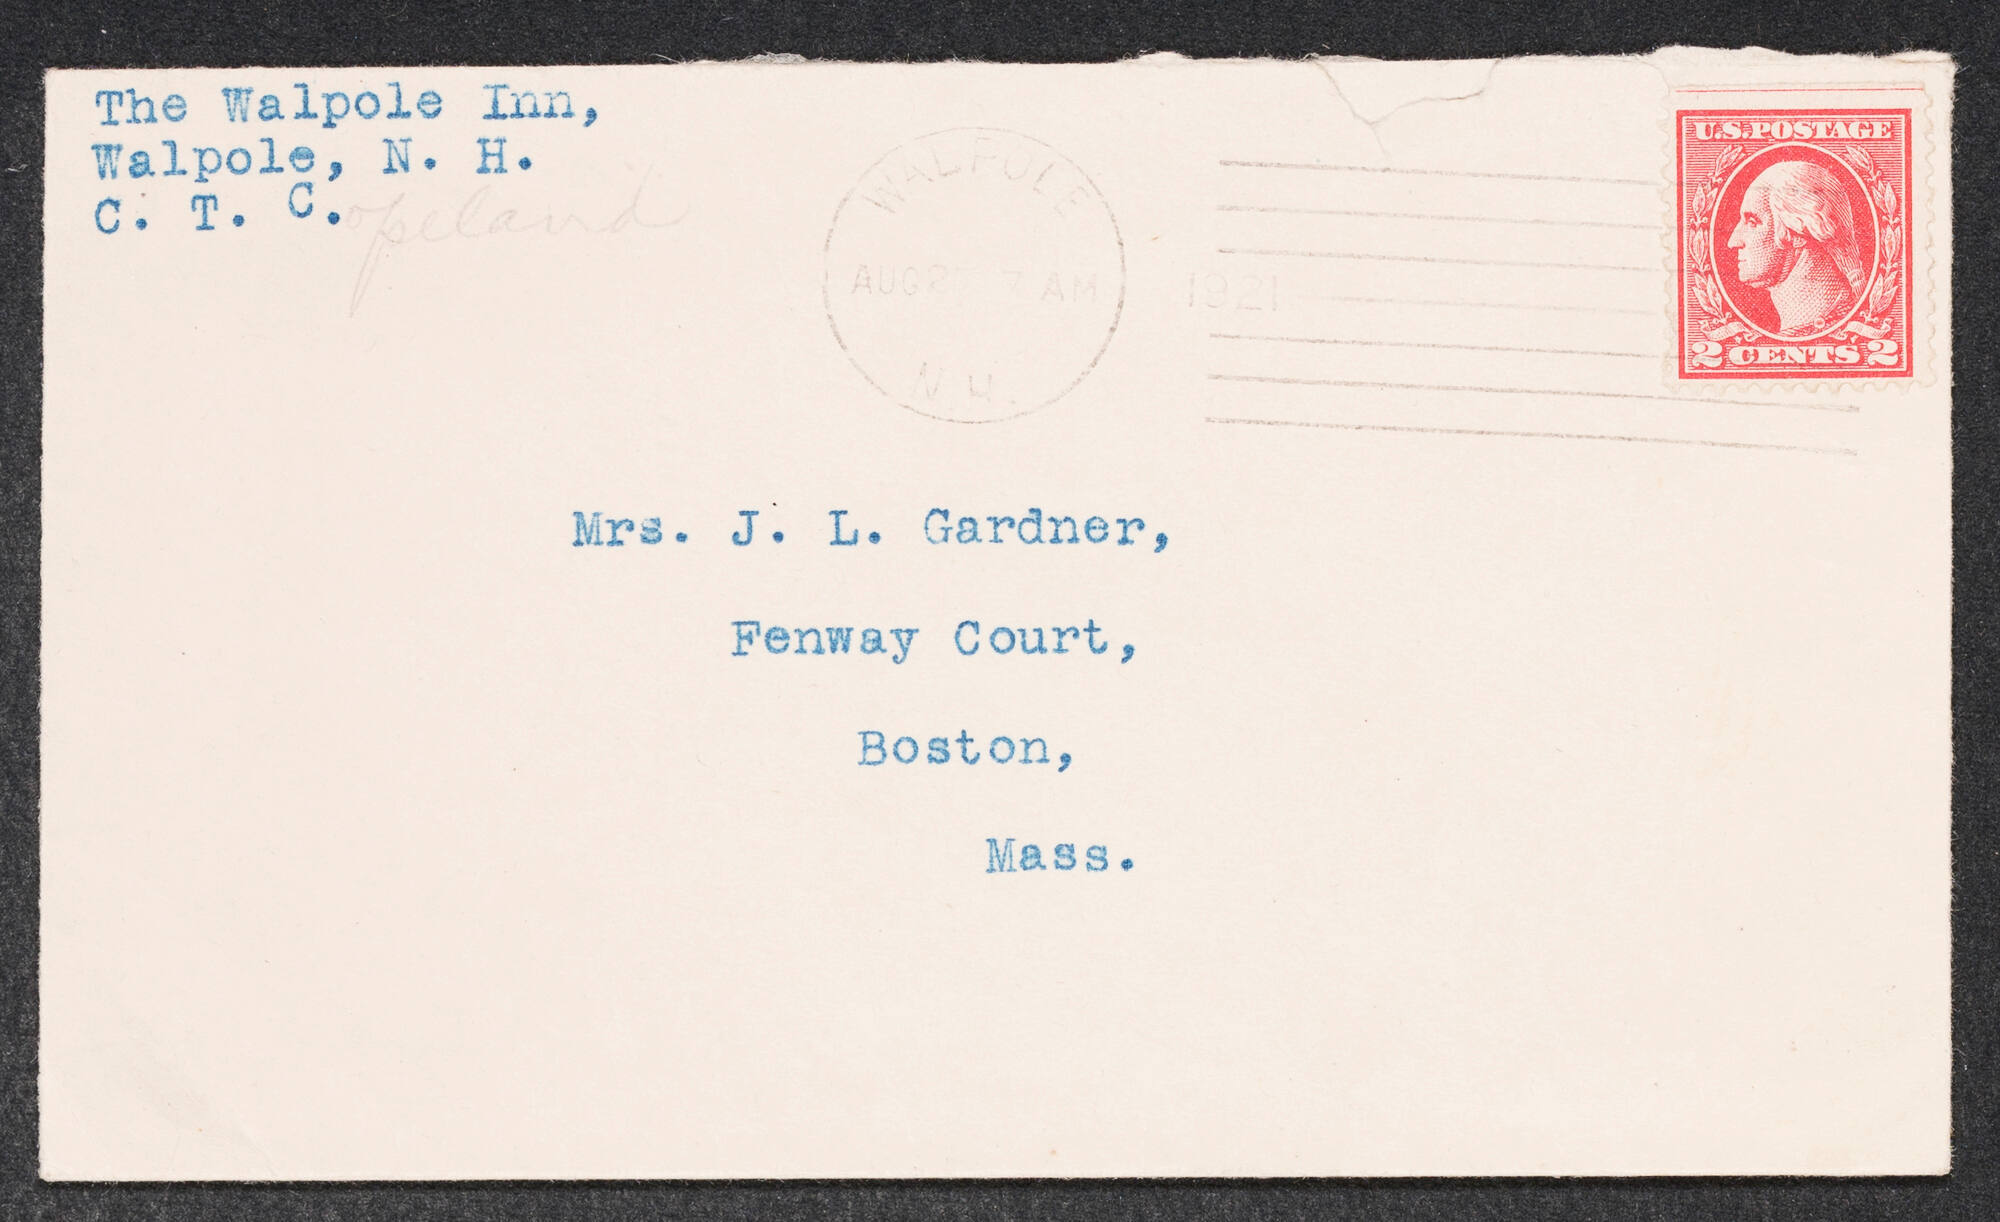 The Walpole Inn,
Walpole, N. H.
C. T. C.opeland
WALPOLE
AUG 7 AM 1921
N.H.
U.S. POSTAGE
2 CENTS 2
Mrs. J. L. Gardner,
Fenway Court,
Boston,
Mass.